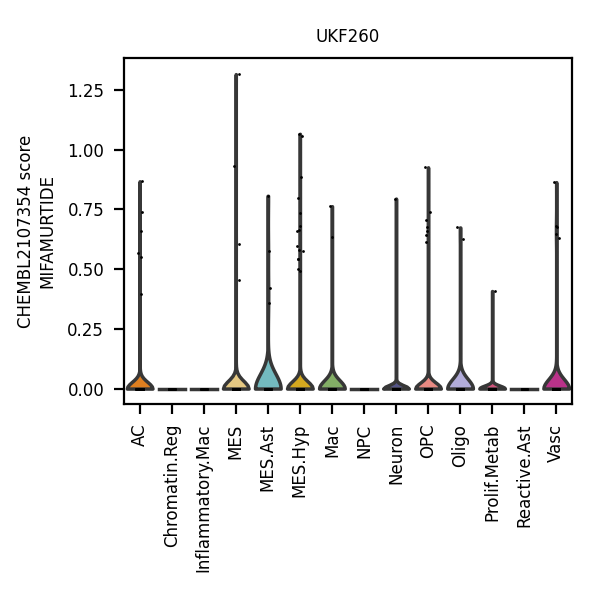 UKF260
CHEMBL2107354 score
MIFAMURTIDE
1.25
1.00
0.75
0.50
0.25
0.00
AC
Chromatin.Reg
Inflammatory.Mac
MES
MES.Ast
MES.Hyp
Mac
NPC
Neuron
OPC
Oligo
Prolif.Metab
Reactive.Ast
Vasc